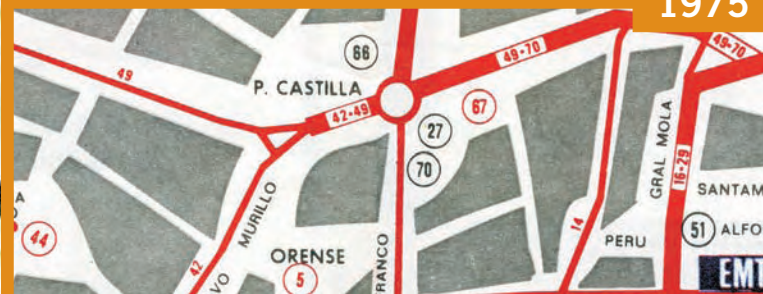 1975
66
49
49-70
49-70
P. CASTILLA
67
42-49
27
GRAL MOLA
16-29
70
SANTAM
MURILLO
44
14
51 ALFO
PERU
ORENSE
RANCO
42
5
VO
EMT